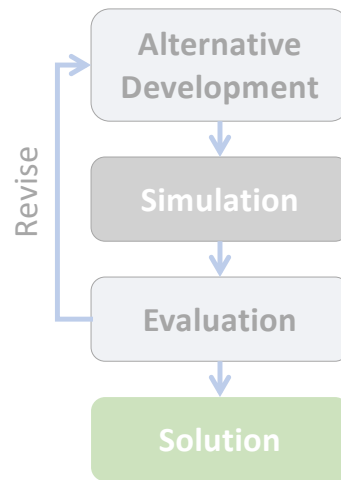 Alternative
Development
Revise
Simulation
Evaluation
Solution